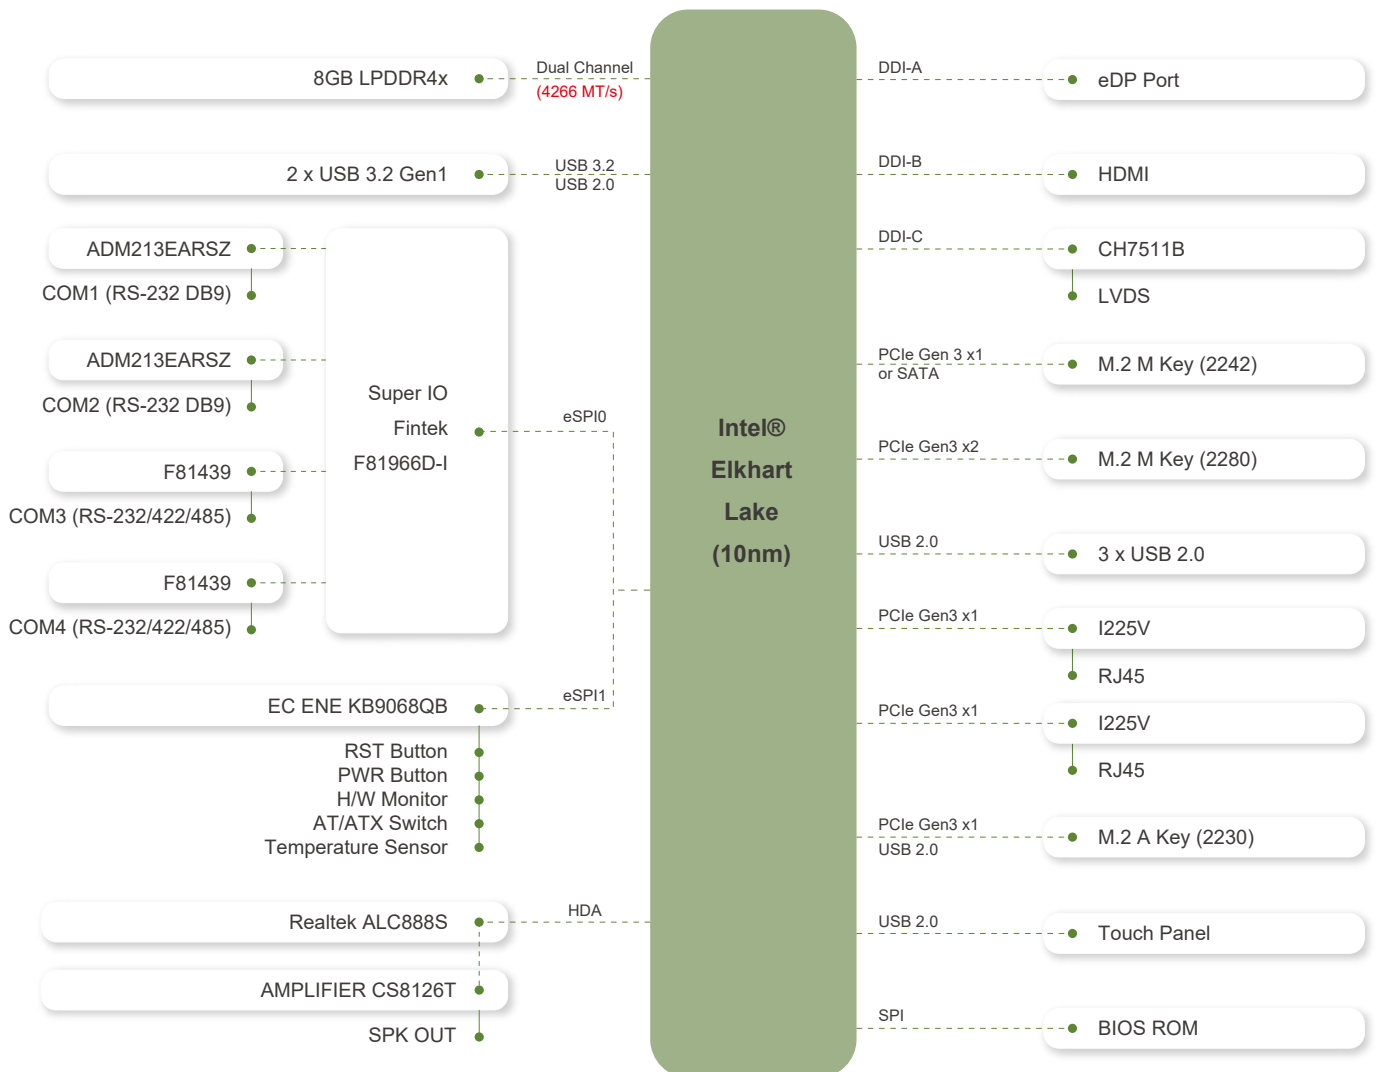 8GB LPDDR4x
Dual Channel
(4266 MT/s)
2 x USB 3.2 Gen1
USB 3.2
USB 2.0
ADM213EARSZ
COM1 (RS-232 DB9)
ADM213EARSZ
COM2 (RS-232 DB9)
F81439
COM3 (RS-232/422/485)
F81439
COM4 (RS-232/422/485)
Super IO
Fintek
F81966D-I
eSPI0
eSPI1
EC ENE KB9068QB
RST Button
PWR Button
H/W Monitor
AT/ATX Switch
Temperature Sensor
Realtek ALC888S
HDA
AMPLIFIER CS8126T
SPK OUT
Intel®
Elkhart
Lake
(10nm)
DDI-A
eDP Port
DDI-B
HDMI
DDI-C
CH7511B
LVDS
PCIe Gen 3 x1
or SATA
M.2 M Key (2242)
PCIe Gen3 x2
M.2 M Key (2280)
USB 2.0
3 x USB 2.0
PCIe Gen3 x1
I225V
RJ45
PCIe Gen3 x1
I225V
RJ45
PCIe Gen3 x1
USB 2.0
M.2 A Key (2230)
USB 2.0
Touch Panel
SPI
BIOS ROM